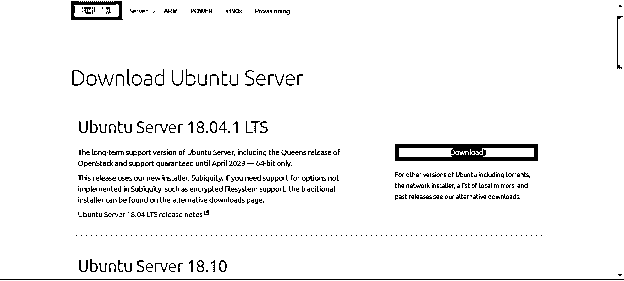 Server ARM POWER s390x Provisioning
Download Ubuntu Server
Ubuntu Server 18.04.1 LTS
The long-term support version of Ubuntu Server, including the Queens release of
OpenStack and support guaranteed until April 2023 — 64-bit only.
This release uses our new installer, Subiquity. If you need support for options not
implemented in Subiquity, such as encrypted filesystem support, the traditional
installer can be found on the alternative downloads page.
Ubuntu Server 18.04 LTS release notes
Download
For other versions of Ubuntu including torrents,
the network installer, a list of local mirrors, and
past releases see our alternative downloads.
Ubuntu Server 18.10